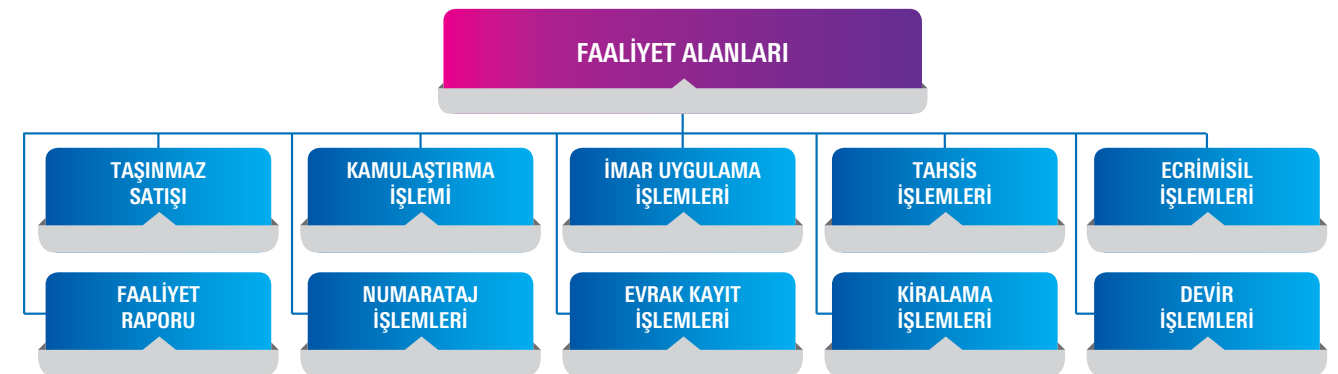 FAALİYET ALANLARI
TAŞINMAZ
SATIŞI
KAMULAŞTIRMA
İŞLEMİ
İMAR UYGULAMA
İŞLEMLERİ
TAHSİS
İŞLEMLERİ
ECRİMİSİL
İŞLEMLERİ
FAALİYET
RAPORU
NUMARATAJ
İŞLEMLERİ
EVRAK KAYIT
İŞLEMLERİ
KİRALAMA
İŞLEMLERİ
DEVİR
İŞLEMLERİ